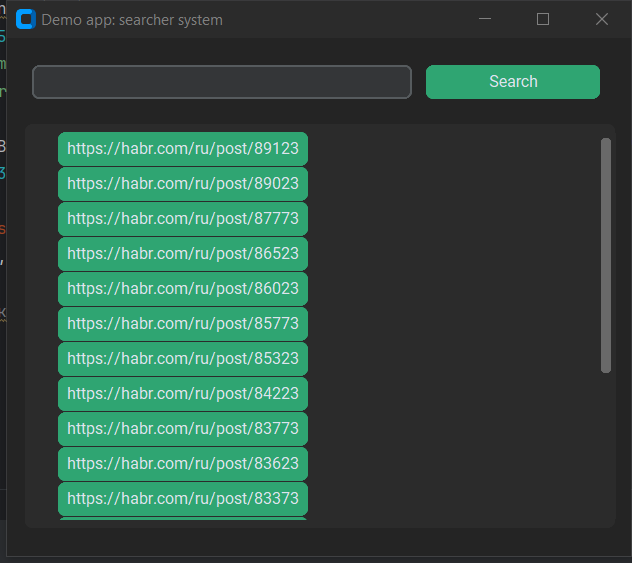 Demo app: searcher system
Search
https://habr.com/ru/post/89123
https://habr.com/ru/post/89023
https://habr.com/ru/post/87773
https://habr.com/ru/post/86523
https://habr.com/ru/post/86023
https://habr.com/ru/post/85773
https://habr.com/ru/post/85323
https://habr.com/ru/post/84223
https://habr.com/ru/post/83773
https://habr.com/ru/post/83623
https://habr.com/ru/post/83373